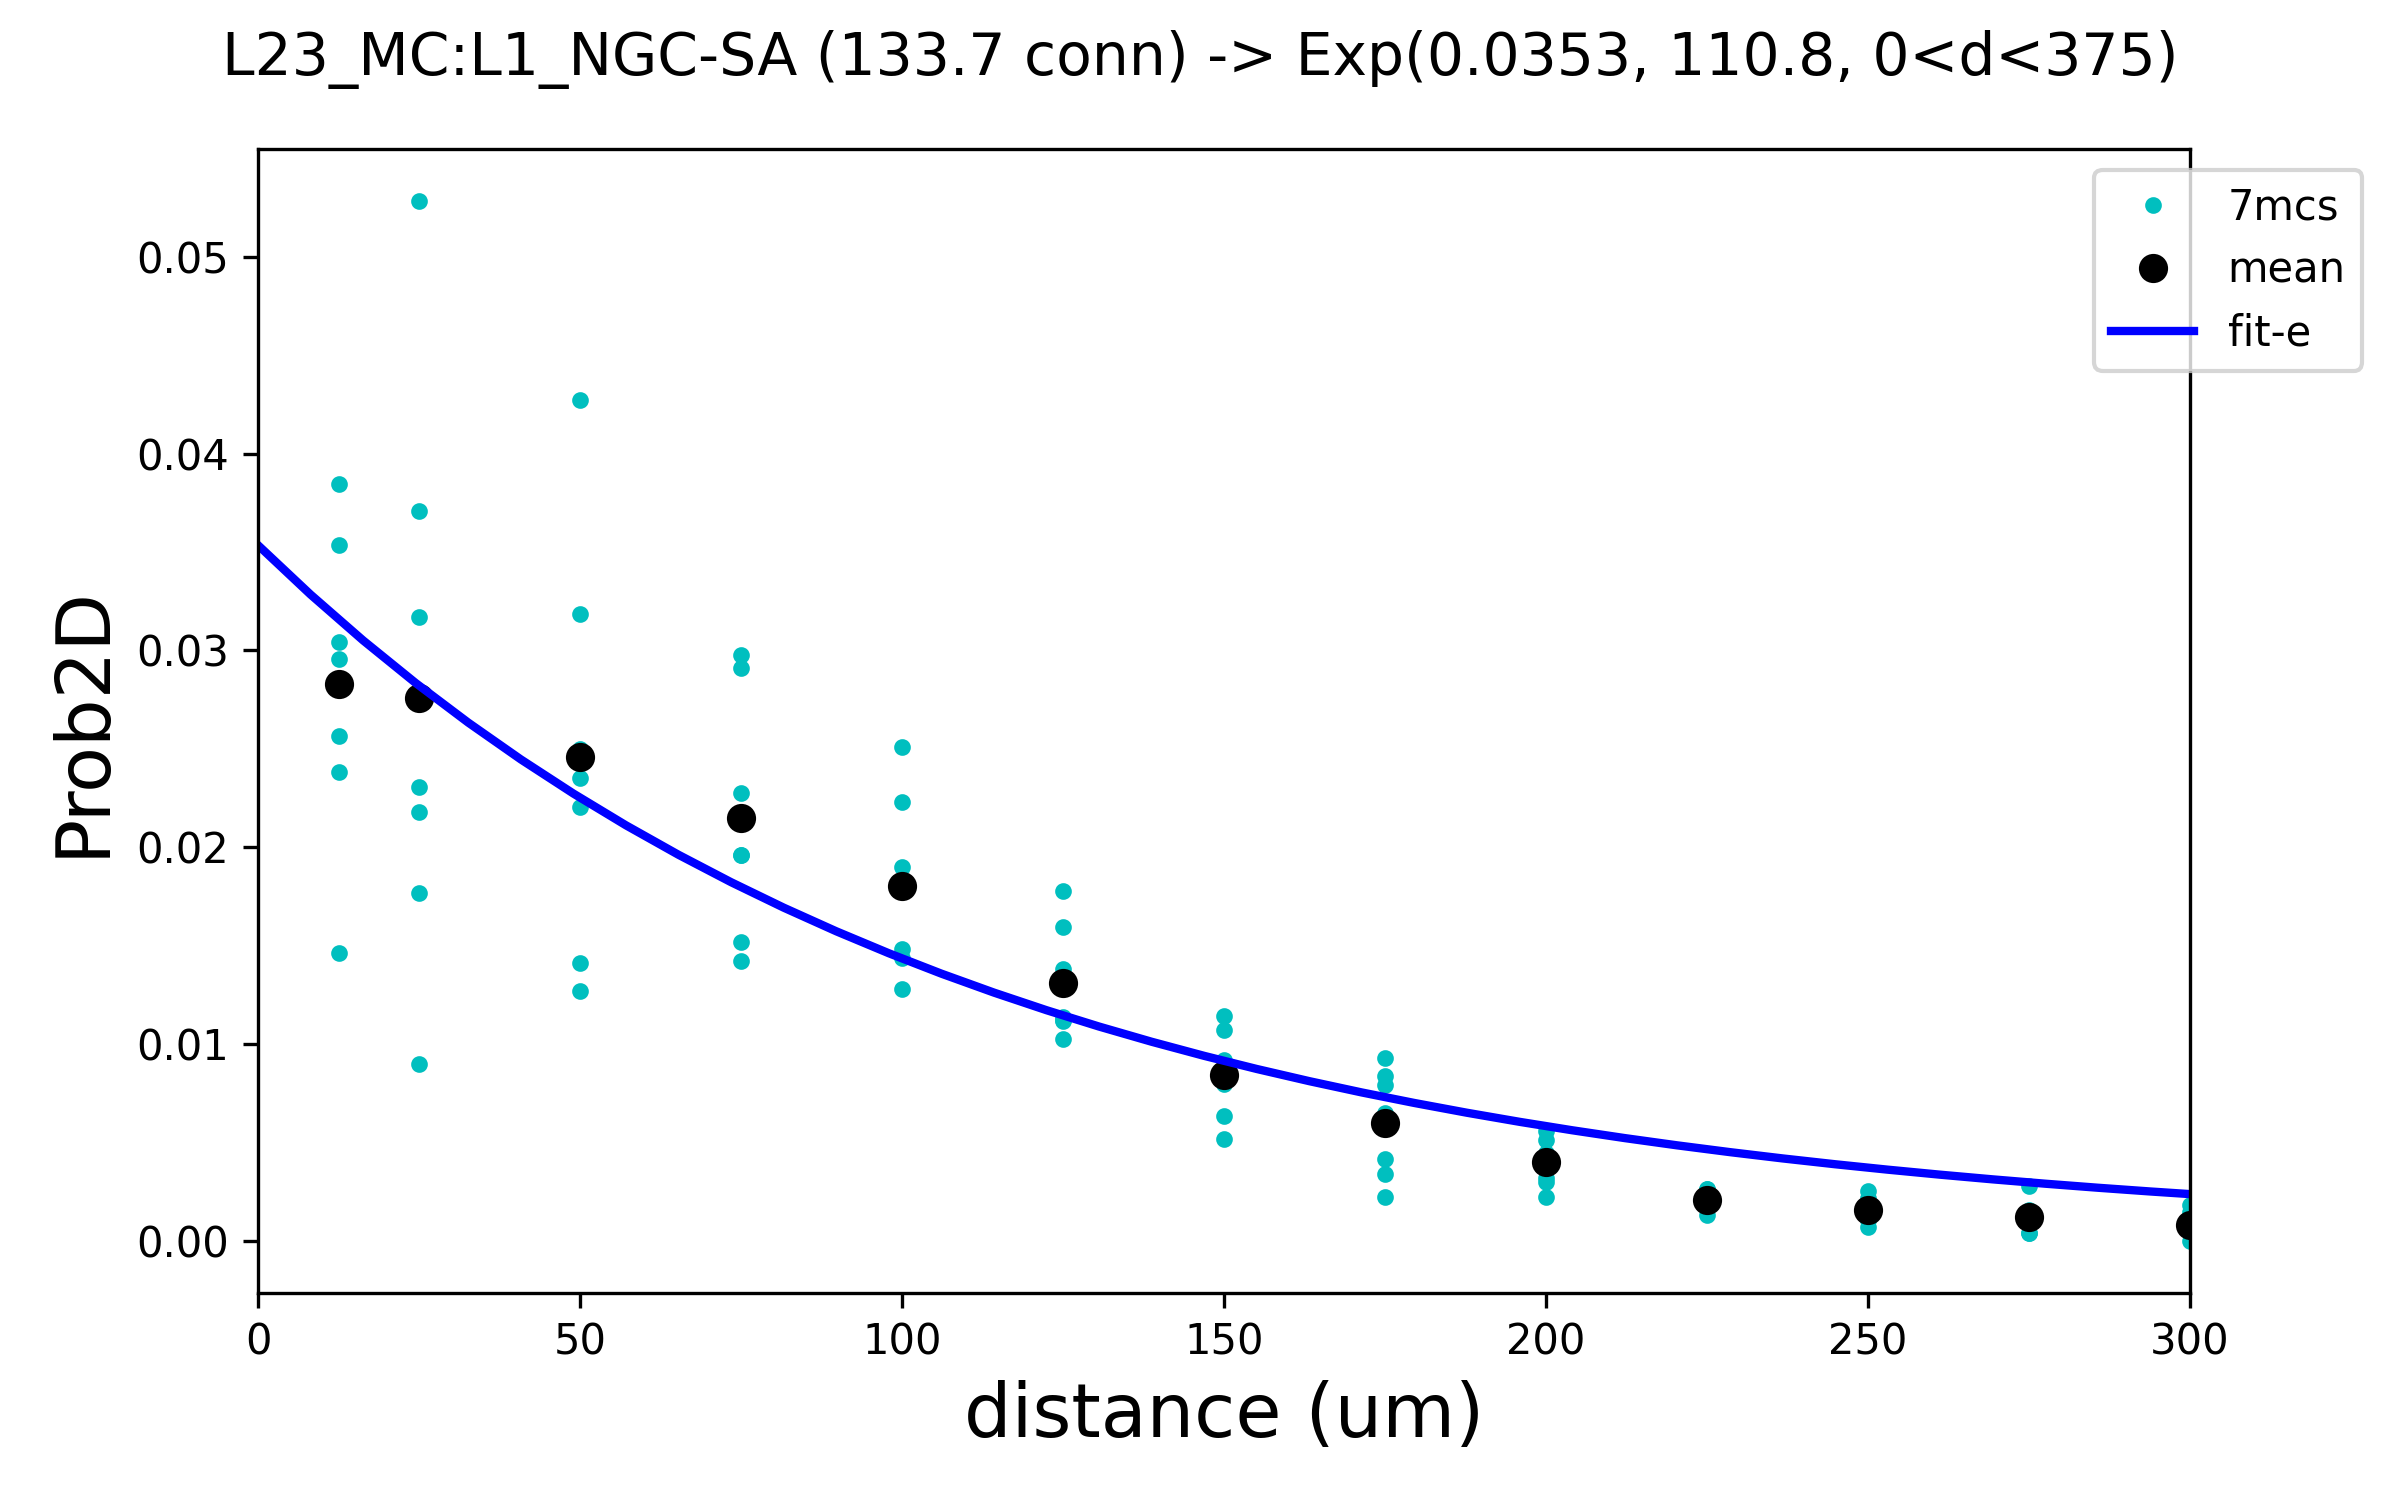 L23_MC:L1_NGC-SA (133.7 conn) -> Exp(0.0353, 110.8, 0<d<375)
7mcs
mean
fit-e
Prob2D
0.05
0.04
0.03
0.02
0.01
0.00
0 50 100 150 200 250 300
distance (um)